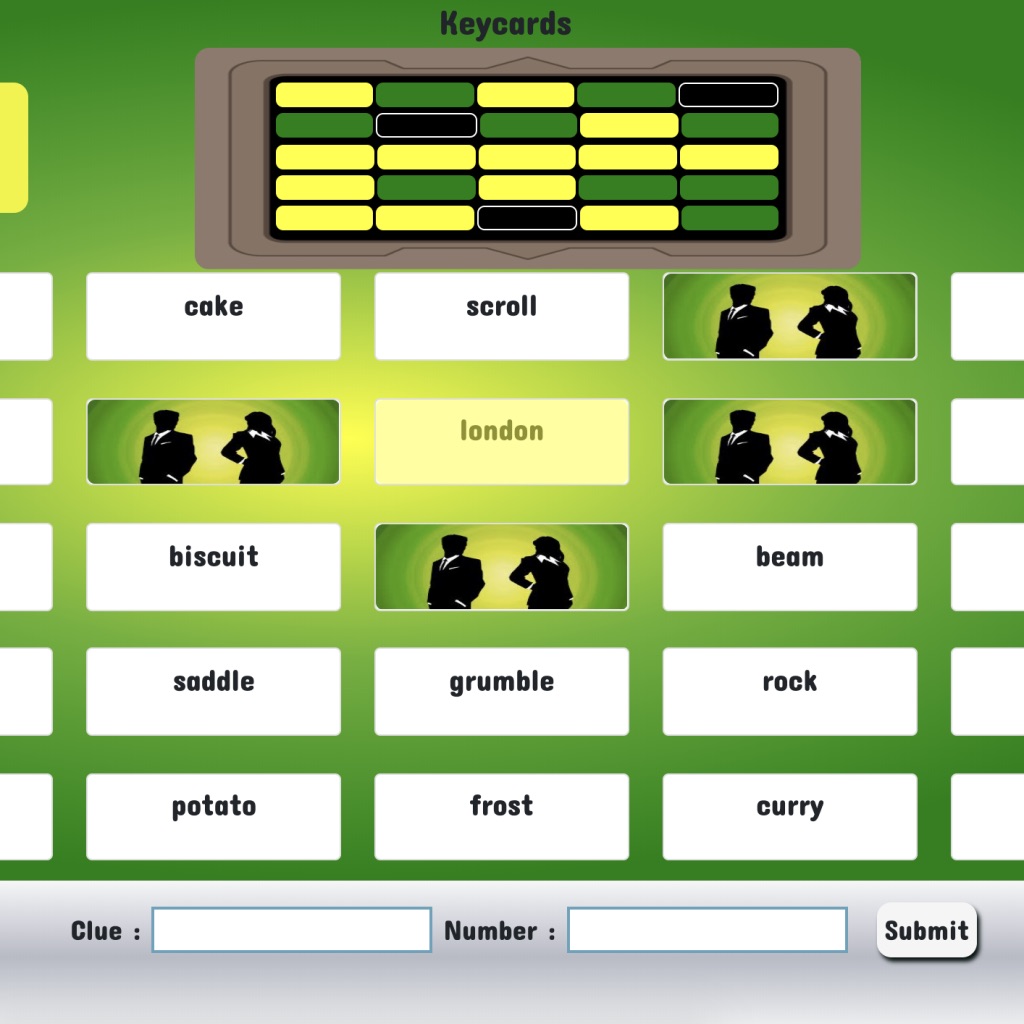 Keycards
cake
scroll
london
biscuit
beam
saddle
grumble
rock
potato
frost
curry
Clue :
Number :
Submit